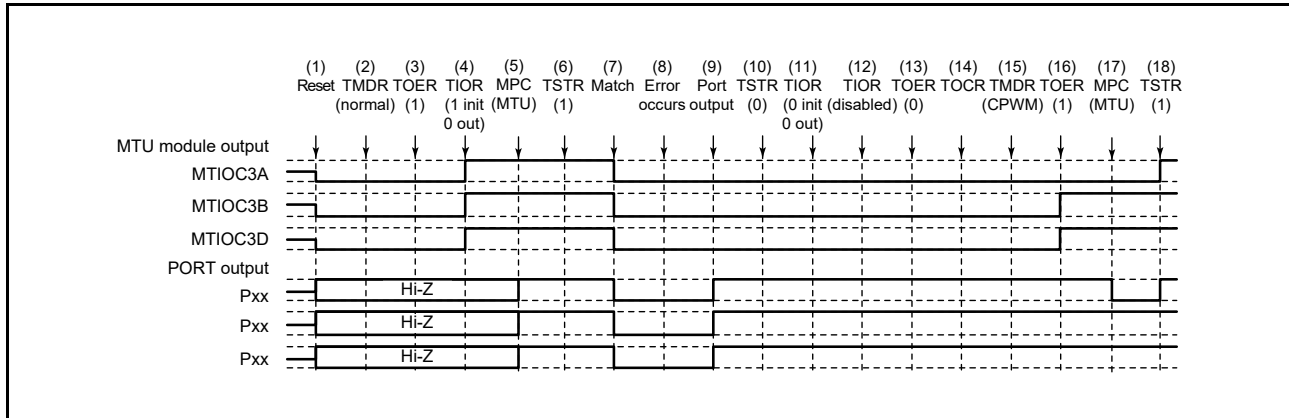 (1) (2) (3) (4) (5) (6) (7) (8) (9) (10) (11) (12) (13) (14) (15) (16) (17) (18)
Reset TMDR TOER TIOR MPC TSTR Match Error Port TSTR TIOR TIOR TOER TOCR TMDR TOER MPC TSTR
(normal) (1) (1 init (MTU) (1) occurs output (0) (0 init (disabled) (0) (CPWM) (1) (MTU) (1)
0 out) 0 out)
MTU module output
MTIOC3A
MTIOC3B
MTIOC3D
PORT output
Pxx Hi-Z
Pxx Hi-Z
Pxx Hi-Z